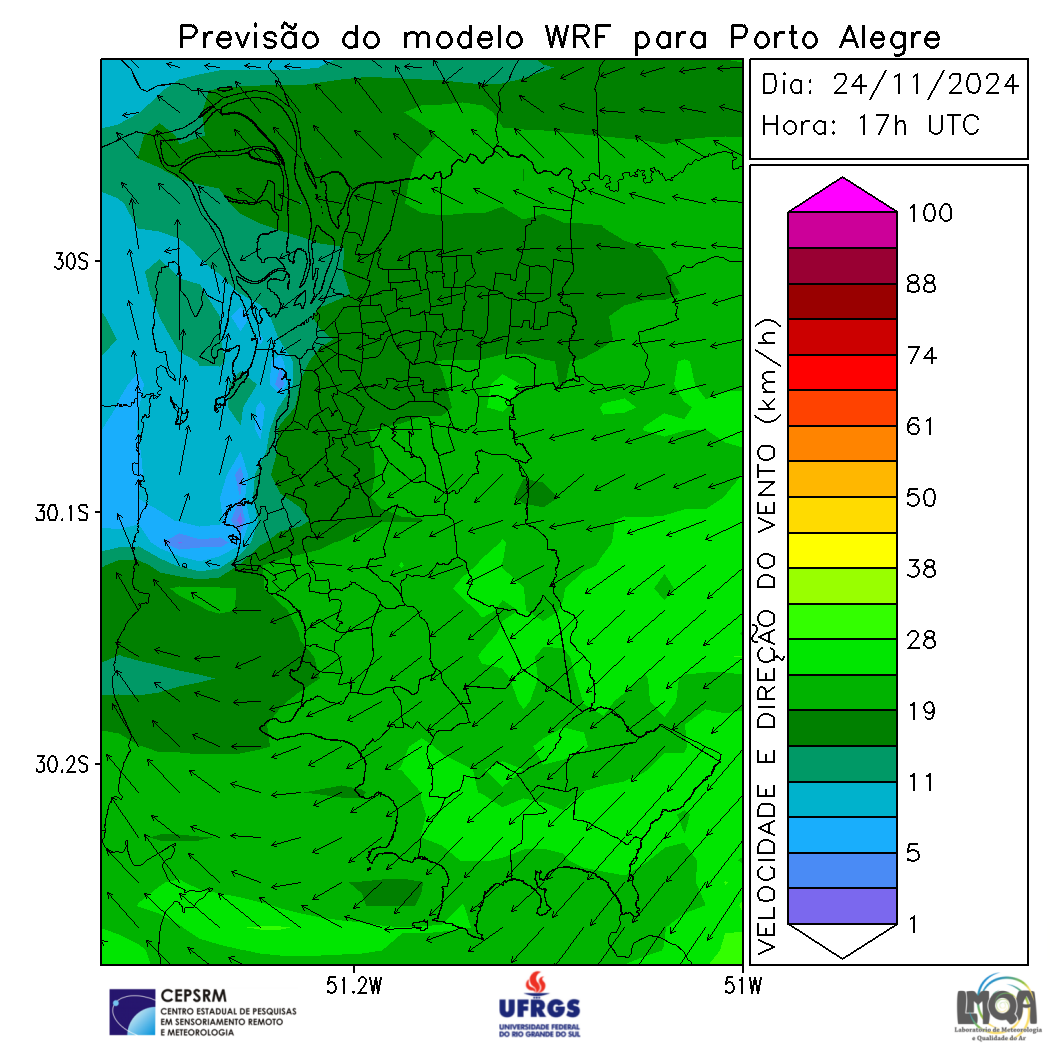 Previsão do modelo WRF para Porto Alegre
Dia: 24/11/2024
Hora: 17h UTC
30S
30.1S
30.2S
51.2W
51W
VELOCIDADE E DIREÇÃO DO VENTO (km/h)
100
88
74
61
50
38
28
19
11
5
1
CEPSRM
CENTRO ESTADUAL DE PESQUISAS
EM SENSORIAMENTO REMOTO
E METEOROLOGIA
UFRGS
UNIVERSIDADE FEDERAL
DO RIO GRANDE DO SUL
LMQA
Laboratório de Meteorologia
e Qualidade do Ar